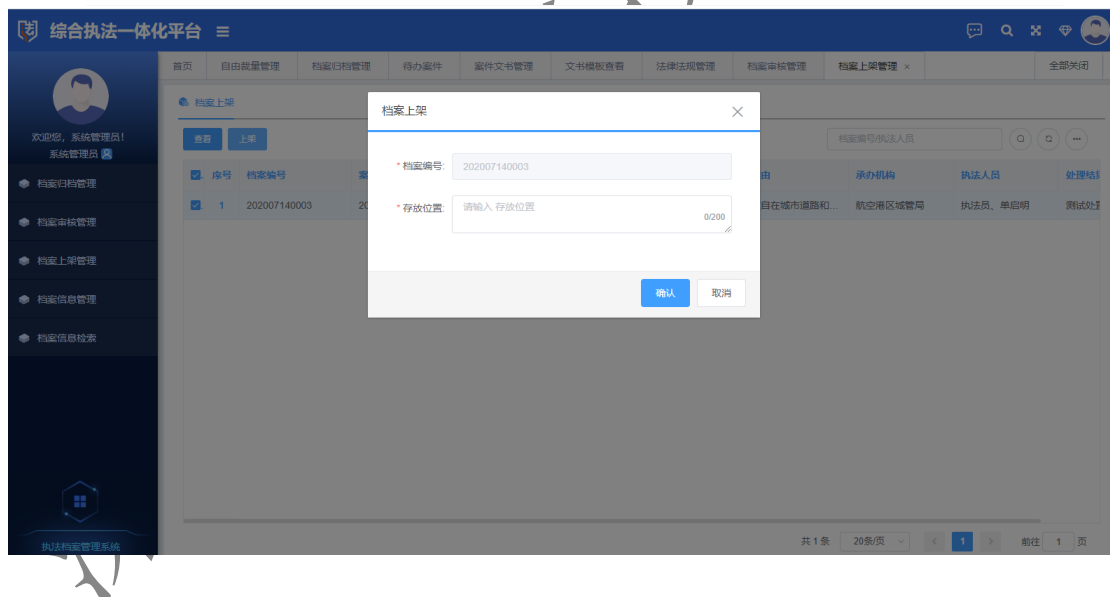 综合执法一体化平台
首页 自由裁量管理 档案归档管理 待办案件 案件文书管理 文书模板查看 法律法规管理 档案审核管理 档案上架管理 × 全部关闭
欢迎您，系统管理员！
系统管理员
档案归档管理
档案审核管理
档案上架管理
档案信息管理
档案信息检索
执法档案管理系统
档案上架
查看 上架 档案编号/执法人员
序号 档案编号 案 由 承办机构 执法人员 处理结
1 202007140003 20 自在城市道路和... 航空港区城管局 执法员、单启明 测试处
档案上架
*档案编号: 202007140003
*存放位置: 请输入 存放位置
0/200
确认 取消
共 1 条 20条/页 < 1 > 前往 1 页